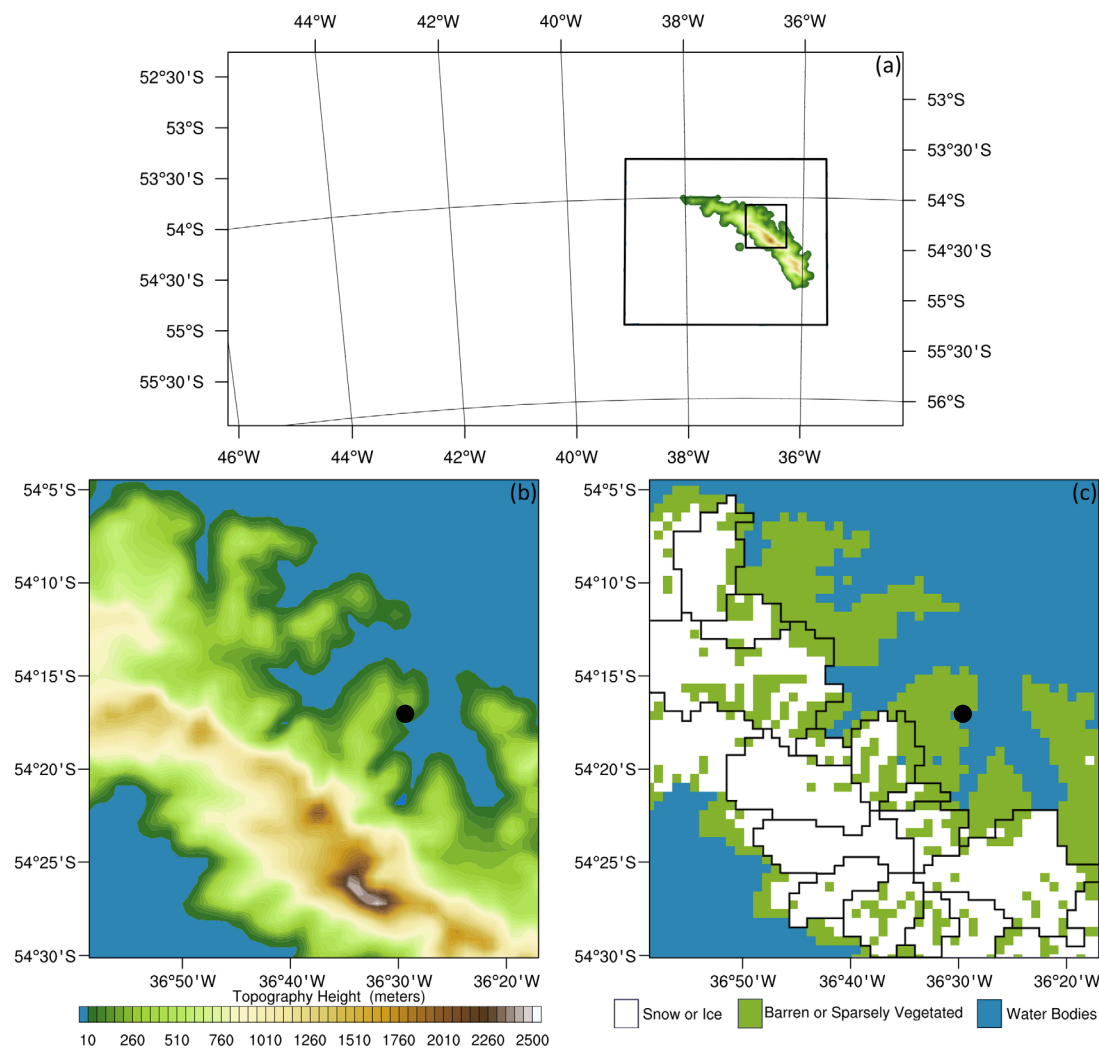 44°W 42°W 40°W 38°W 36°W
(a)
52°30'S
53°S
53°S
53°30'S
53°30'S
54°S
54°S
54°30'S
54°30'S
55°S
55°S
55°30'S
55°30'S
56°S
46°W 44°W 42°W 40°W 38°W 36°W
54°5'S (b) (c)
54°5'S
54°10'S 54°10'S
54°15'S 54°15'S
54°20'S 54°20'S
54°25'S 54°25'S
54°30'S 54°30'S
36°50'W 36°40'W 36°30'W 36°20'W 36°50'W 36°40'W 36°30'W 36°20'W
Topography Height (meters)
10 260 510 760 1010 1260 1510 1760 2010 2260 2500
Snow or Ice Barren or Sparsely Vegetated Water Bodies